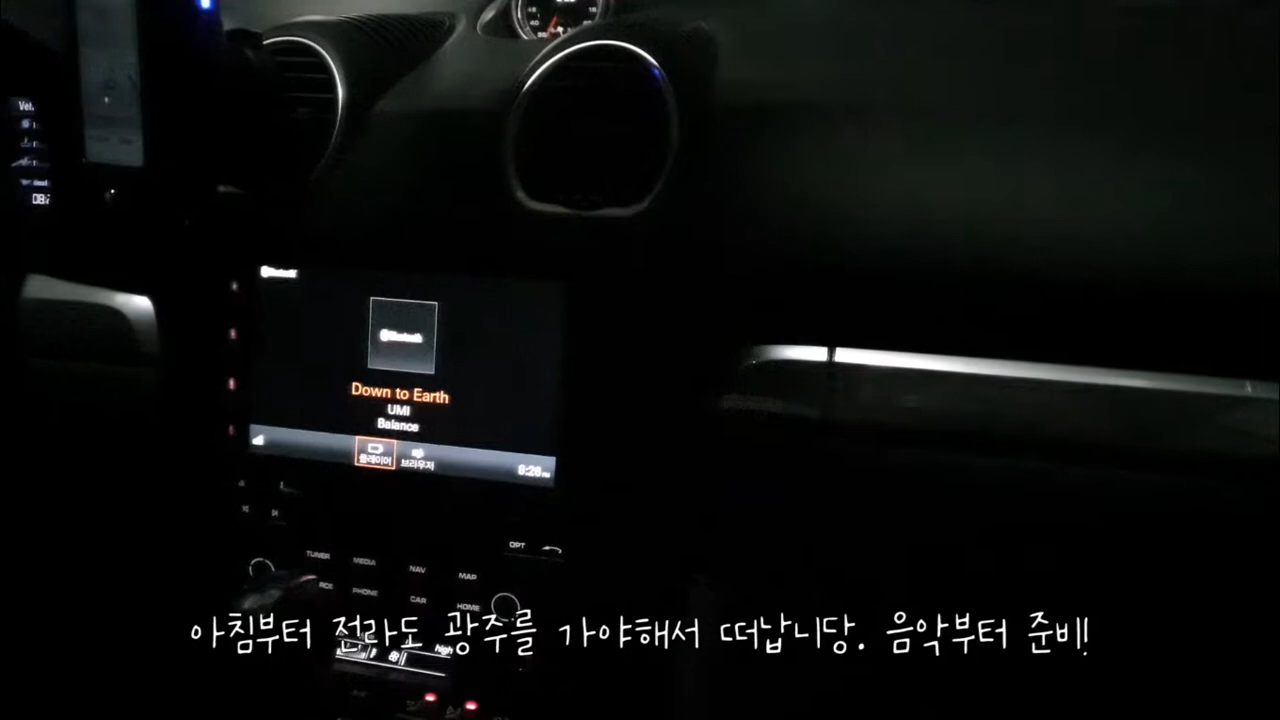 Down to Earth
UMI
Balance
플레이어 브라우저
TUNER MEDIA NAV MAP
OPT
PHONE CAR HOME
아침부터 전라도 광주를 가야해서 떠납니당. 음악부터 준비!
high